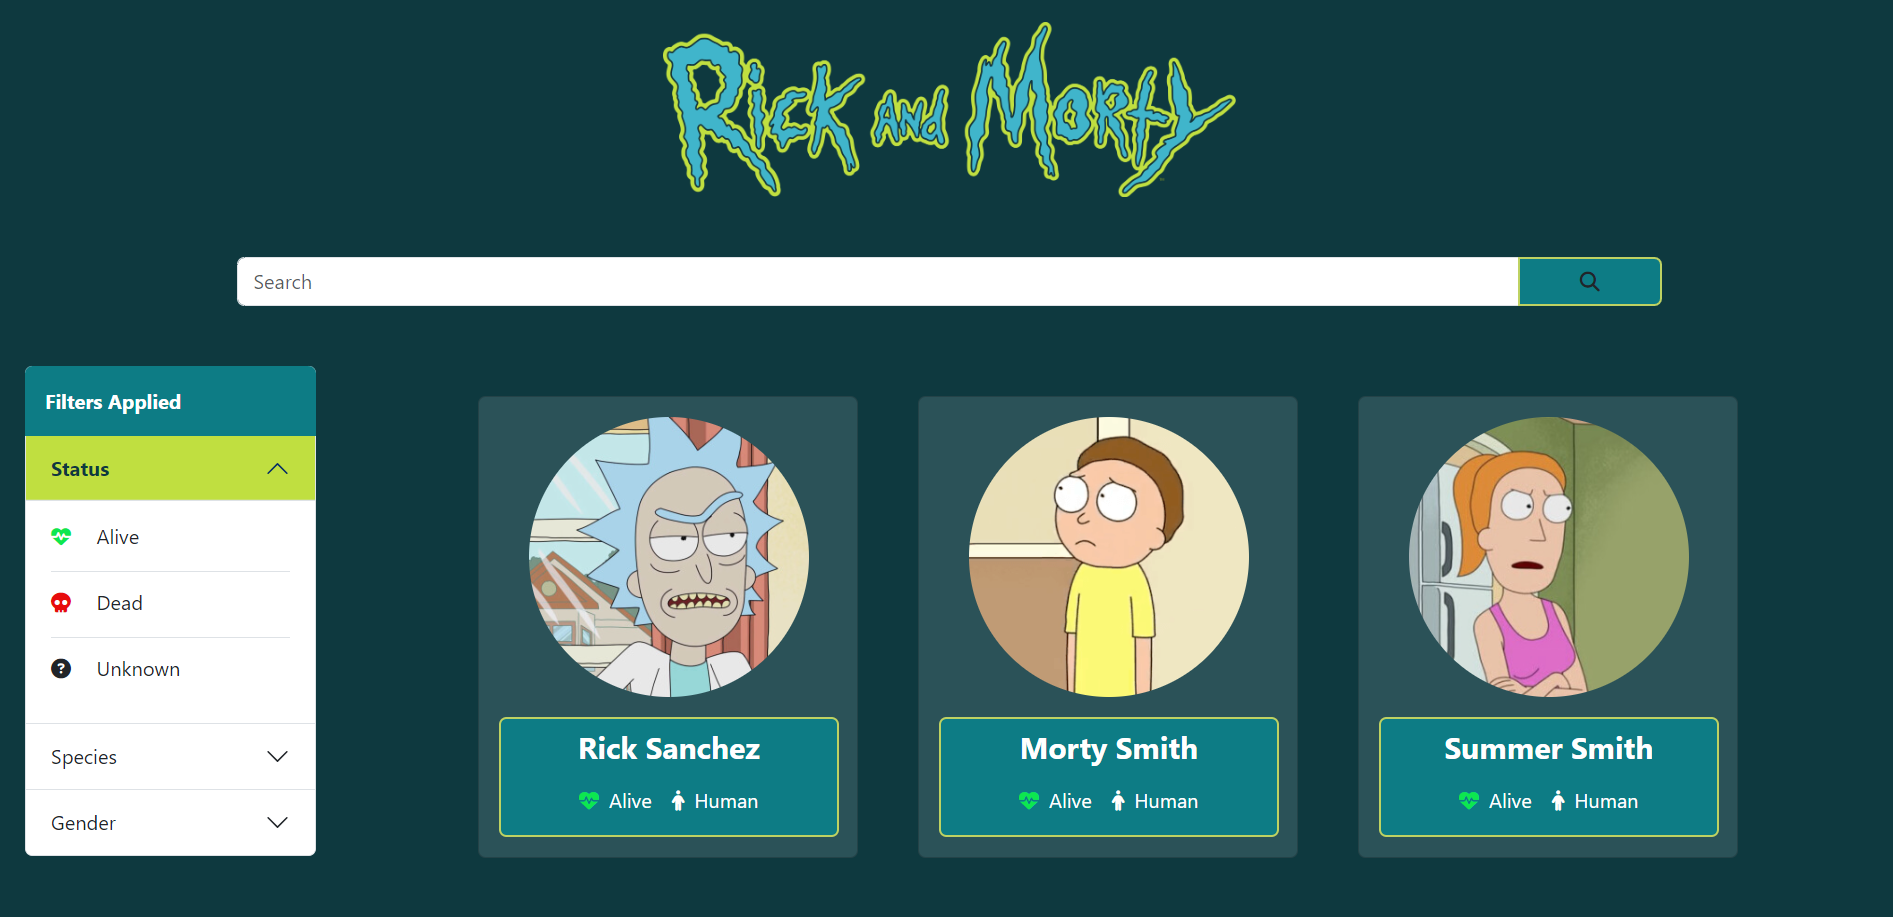 Rick and Morty
Search
Filters Applied
Status
Alive
Dead
Unknown
Species
Gender
Rick Sanchez
Alive Human
Morty Smith
Alive Human
Summer Smith
Alive Human